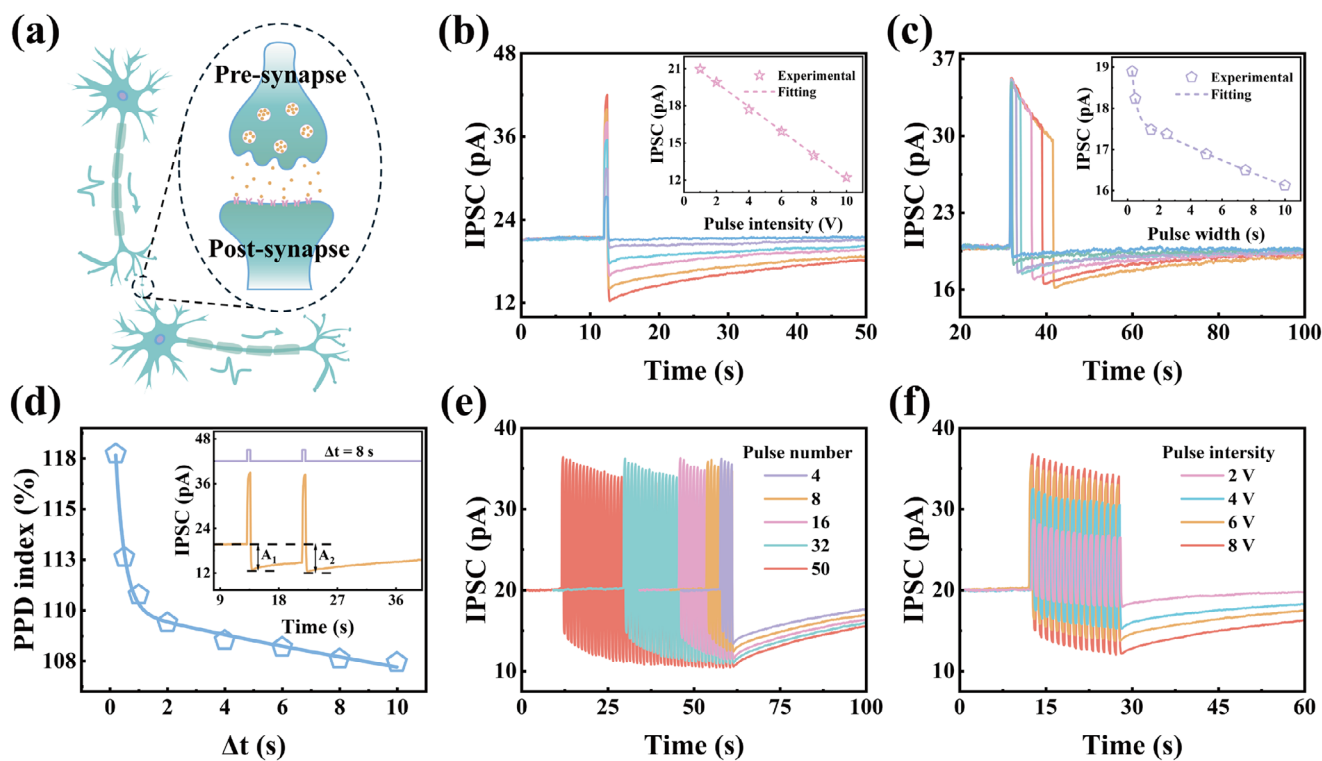 (a)
Pre-synapse
Post-synapse
(b)
48
36
24
12
IPSC (pA)
0 10 20 30 40 50
Time (s)
21
18
15
12
IPSC (pA)
Experimental
Fitting
0 2 4 6 8 10
Pulse intensity (V)
(c)
37
30
23
16
IPSC (pA)
20 40 60 80 100
Time (s)
19
18
17
16
IPSC (pA)
Experimental
Fitting
0 2 4 6 8 10
Pulse width (s)
(d)
118
115
113
110
108
PPD index (%)
0 2 4 6 8 10
Δt (s)
48
36
24
12
IPSC (pA)
Δt = 8 s
A1
A2
9 18 27 36
Time (s)
(e)
40
30
20
10
IPSC (pA)
0 25 50 75 100
Time (s)
Pulse number
4
8
16
32
50
(f)
40
30
20
10
IPSC (pA)
0 15 30 45 60
Time (s)
Pulse intersity
2 V
4 V
6 V
8 V